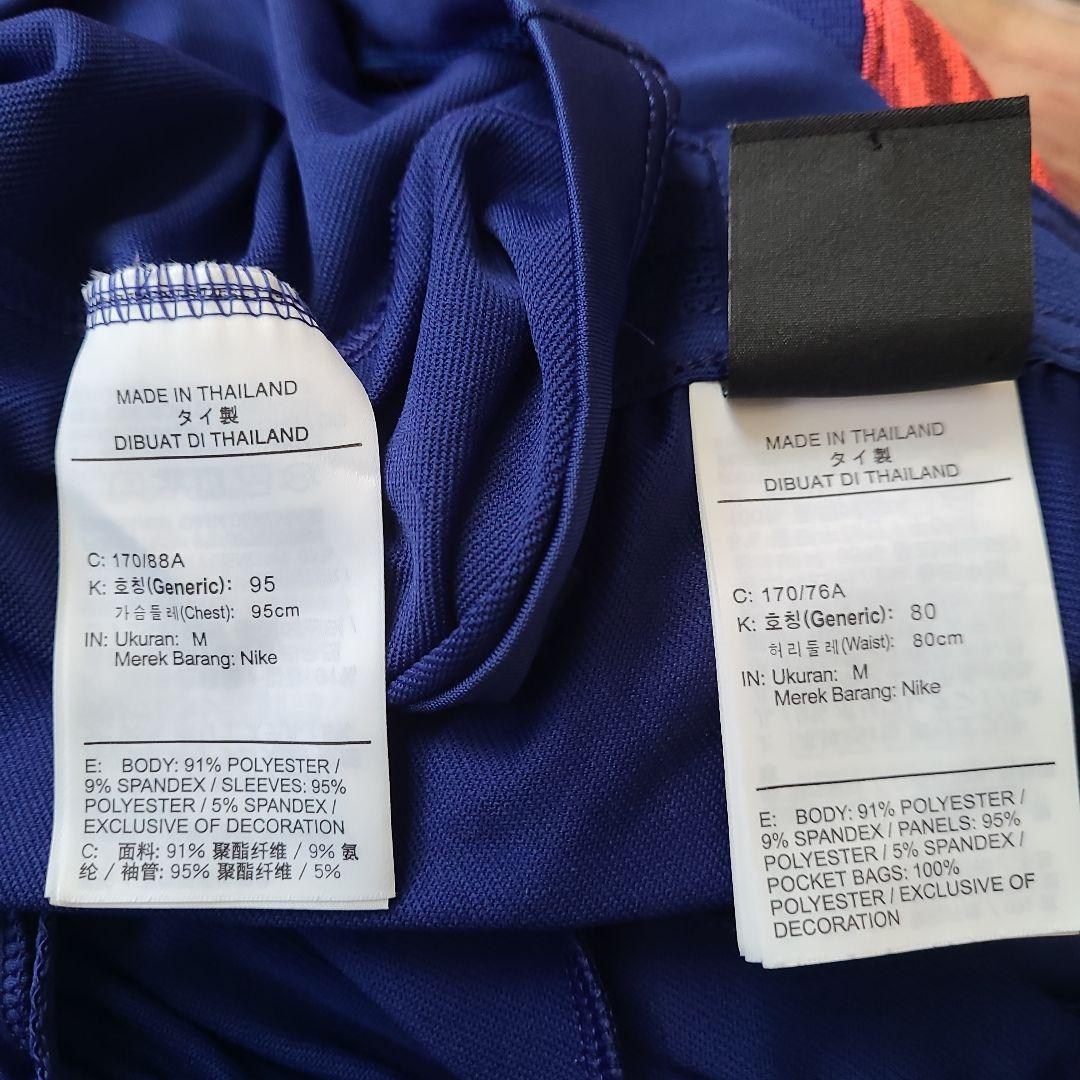 MADE IN THAILAND
タイ製
DIBUAT DI THAILAND
C: 170/88A
K: 호칭(Generic): 95
가슴둘레(Chest): 95cm
IN: Ukuran: M
Merek Barang: Nike
E: BODY: 91% POLYESTER /
9% SPANDEX / SLEEVES: 95%
POLYESTER / 5% SPANDEX /
EXCLUSIVE OF DECORATION
C: 面料: 91% 聚酯纤维 / 9% 氨
纶 / 袖管: 95% 聚酯纤维 / 5%
MADE IN THAILAND
タイ製
DIBUAT DI THAILAND
C: 170/76A
K: 호칭(Generic): 80
허리둘레(Waist): 80cm
IN: Ukuran: M
Merek Barang: Nike
E: BODY: 91% POLYESTER /
9% SPANDEX / PANELS: 95%
POLYESTER / 5% SPANDEX /
POCKET BAGS: 100%
POLYESTER / EXCLUSIVE OF
DECORATION